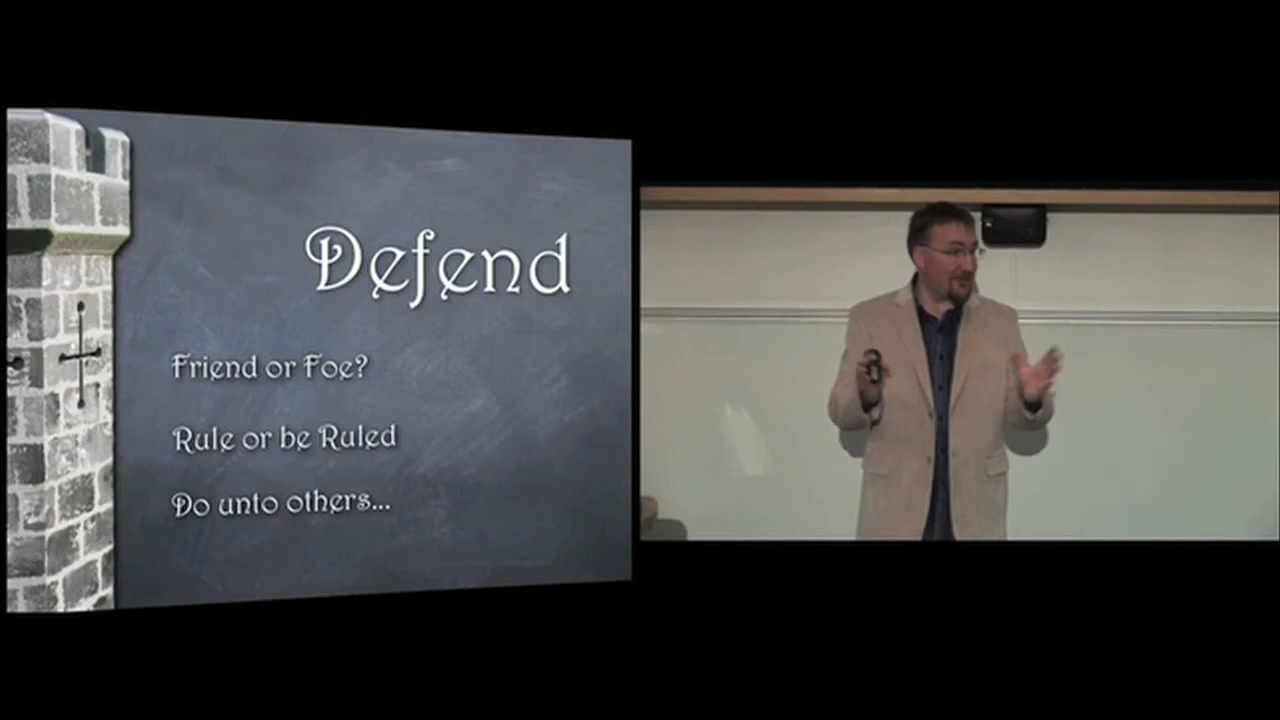 Defend
Friend or Foe?
Rule or be Ruled
Do unto others...